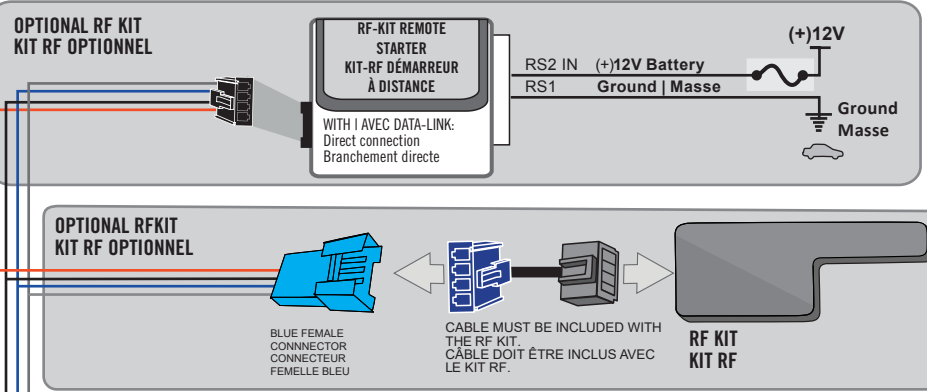 OPTIONAL RF KIT
KIT RF OPTIONNEL
RF-KIT REMOTE
STARTER
KIT-RF DÉMARREUR
À DISTANCE
WITH | AVEC DATA-LINK:
Direct connection
Branchement directe
(+)12V
RS2 IN (+)12V Battery
RS1 Ground | Masse
Ground
Masse
OPTIONAL RFKIT
KIT RF OPTIONNEL
BLUE FEMALE
CONNNECTOR
CONNECTEUR
FEMELLE BLEU
CABLE MUST BE INCLUDED WITH
THE RF KIT.
CÂBLE DOIT ÊTRE INCLUS AVEC
LE KIT RF.
RF KIT
KIT RF